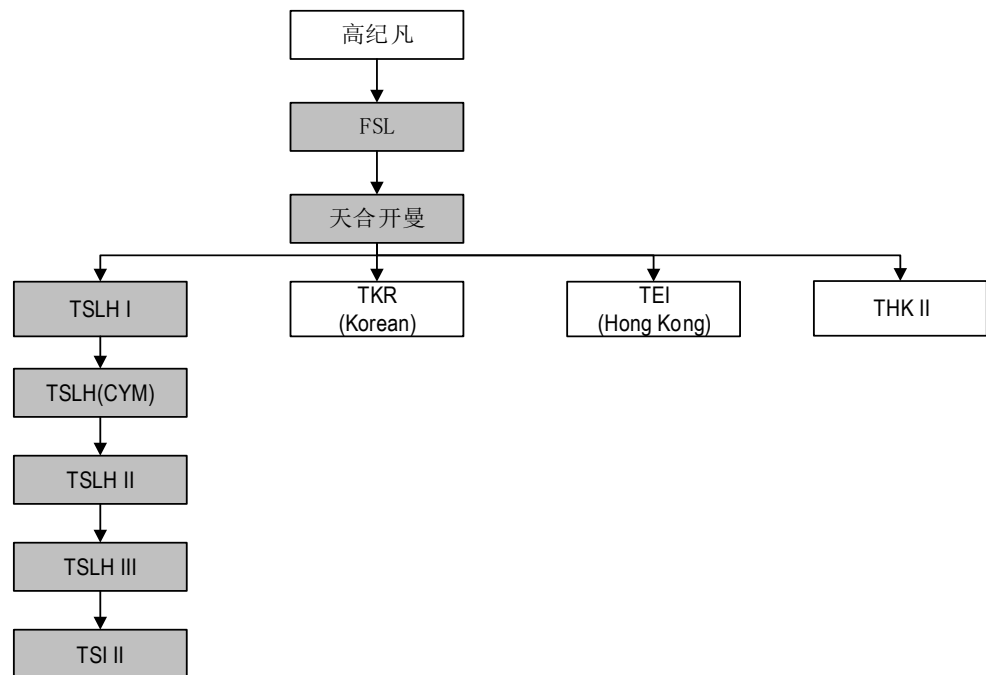 高纪凡
FSL
天合开曼
TSLH I
TKR
(Korean)
TEI
(Hong Kong)
THK II
TSLH(CYM)
TSLH II
TSLH III
TSI II